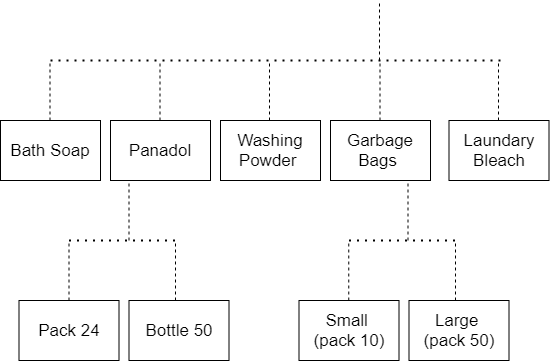 Bath Soap
Panadol
Washing
Powder
Garbage
Bags
Laundary
Bleach
Pack 24
Bottle 50
Small
(pack 10)
Large
(pack 50)